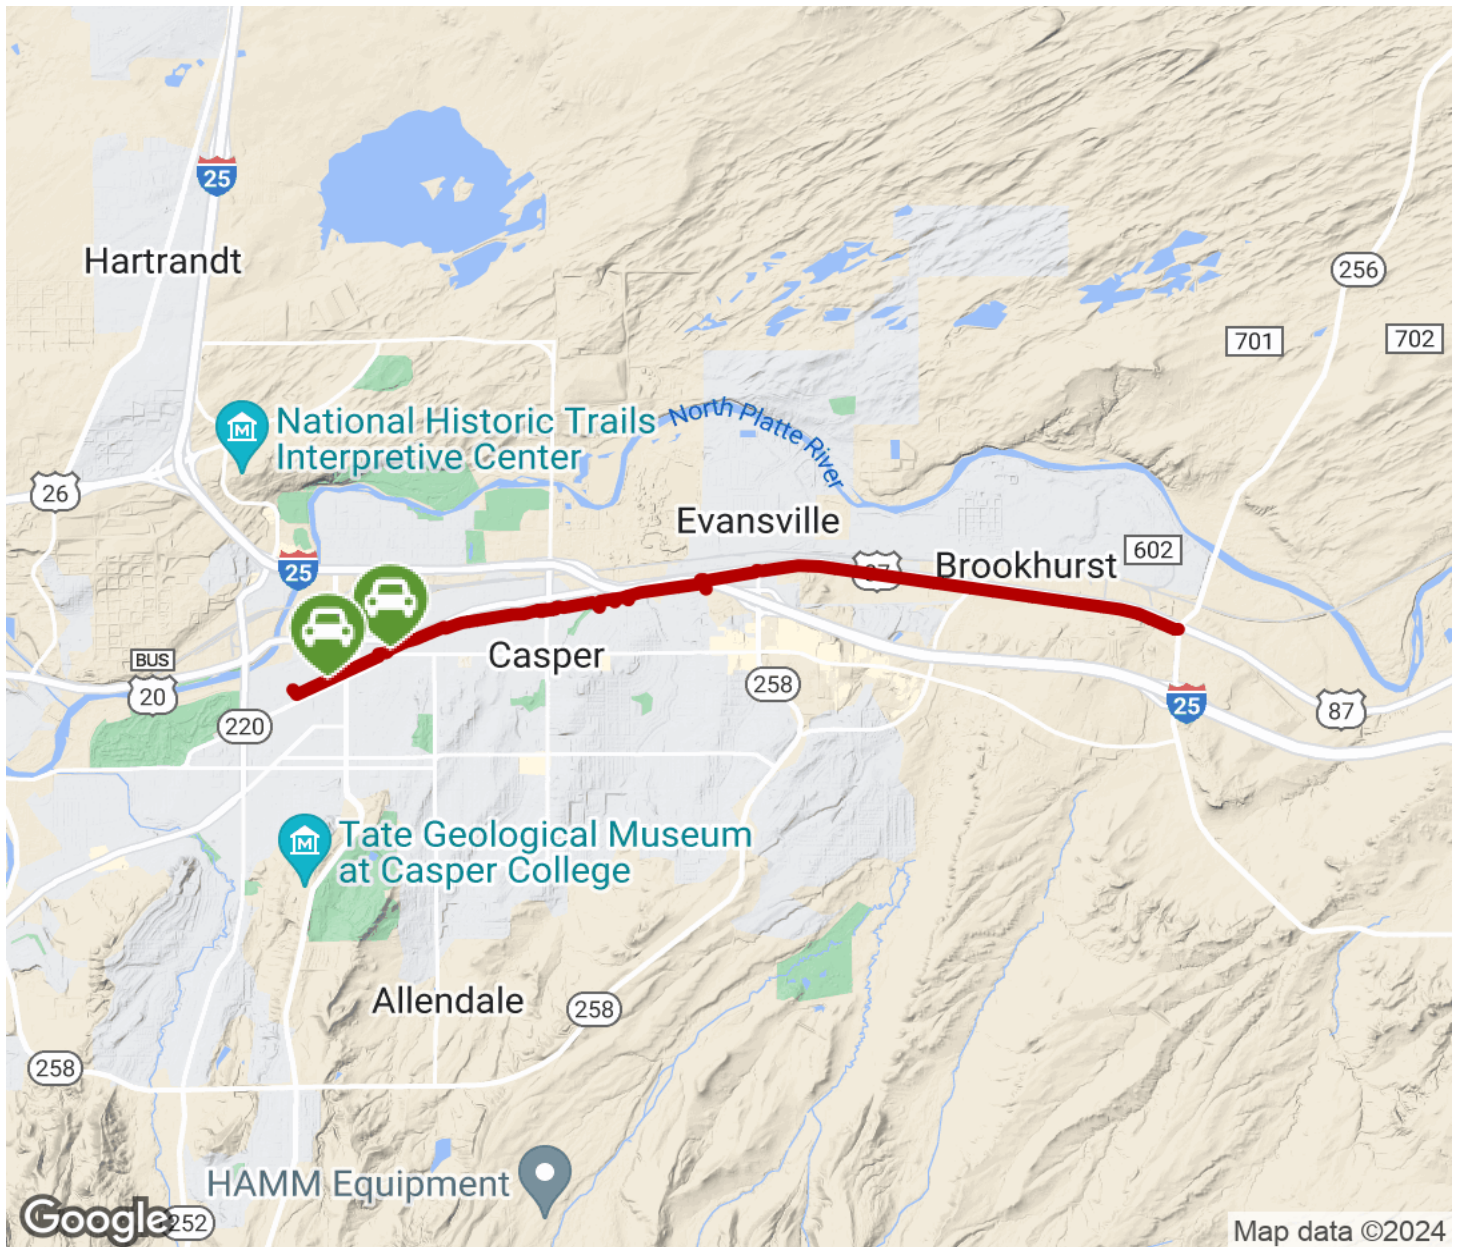 25
Hartrandt
256
701
702
National Historic Trails
Interpretive Center
North Platte River
26
Evansville
602
25
Brookhurst
Casper
BUS
20
258
220
25
87
Tate Geological Museum
at Casper College
Allendale
258
258
HAMM Equipment
Google
252
Map data ©2024